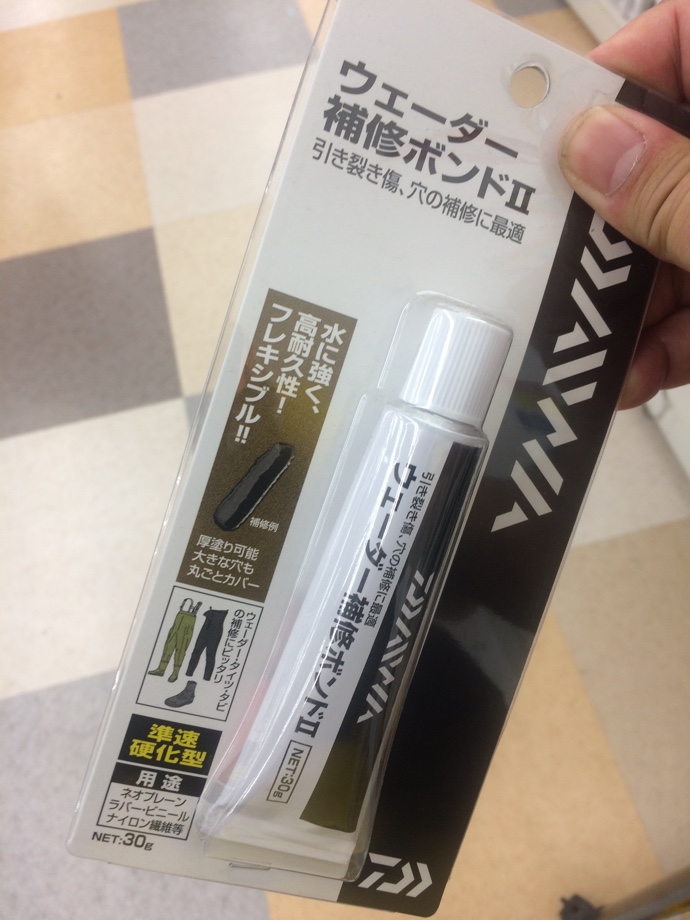 ウェーダー
補修ボンドII
引き裂き傷、穴の補修に最適
DAIWA
水に強く、
高耐久性!
フレキシブル!!
補修例
厚塗り可能
大きな穴も
丸ごとカバー
ウェーダー・タイツ・タビ
の補修にピッタリ
準速
硬化型
用途
ネオプレーン
ラバー・ビニール
ナイロン繊維等
NET:30g
引き裂き傷、穴の補修に最適
ウェーダー補修ボンドII
NET:30g
DAIWA